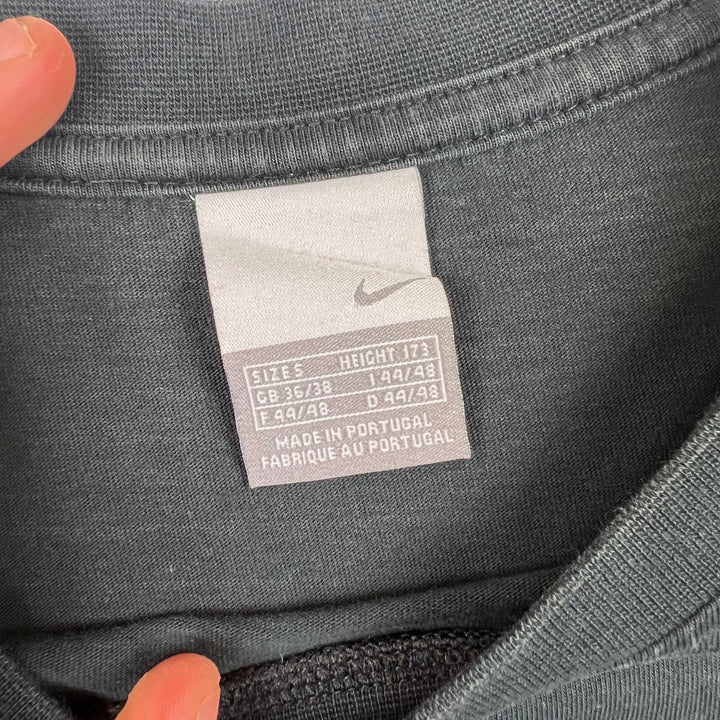 SIZE S HEIGHT 173
GB 36/38 I 44/48
F 44/48 D 44/48
MADE IN PORTUGAL
FABRIQUE AU PORTUGAL